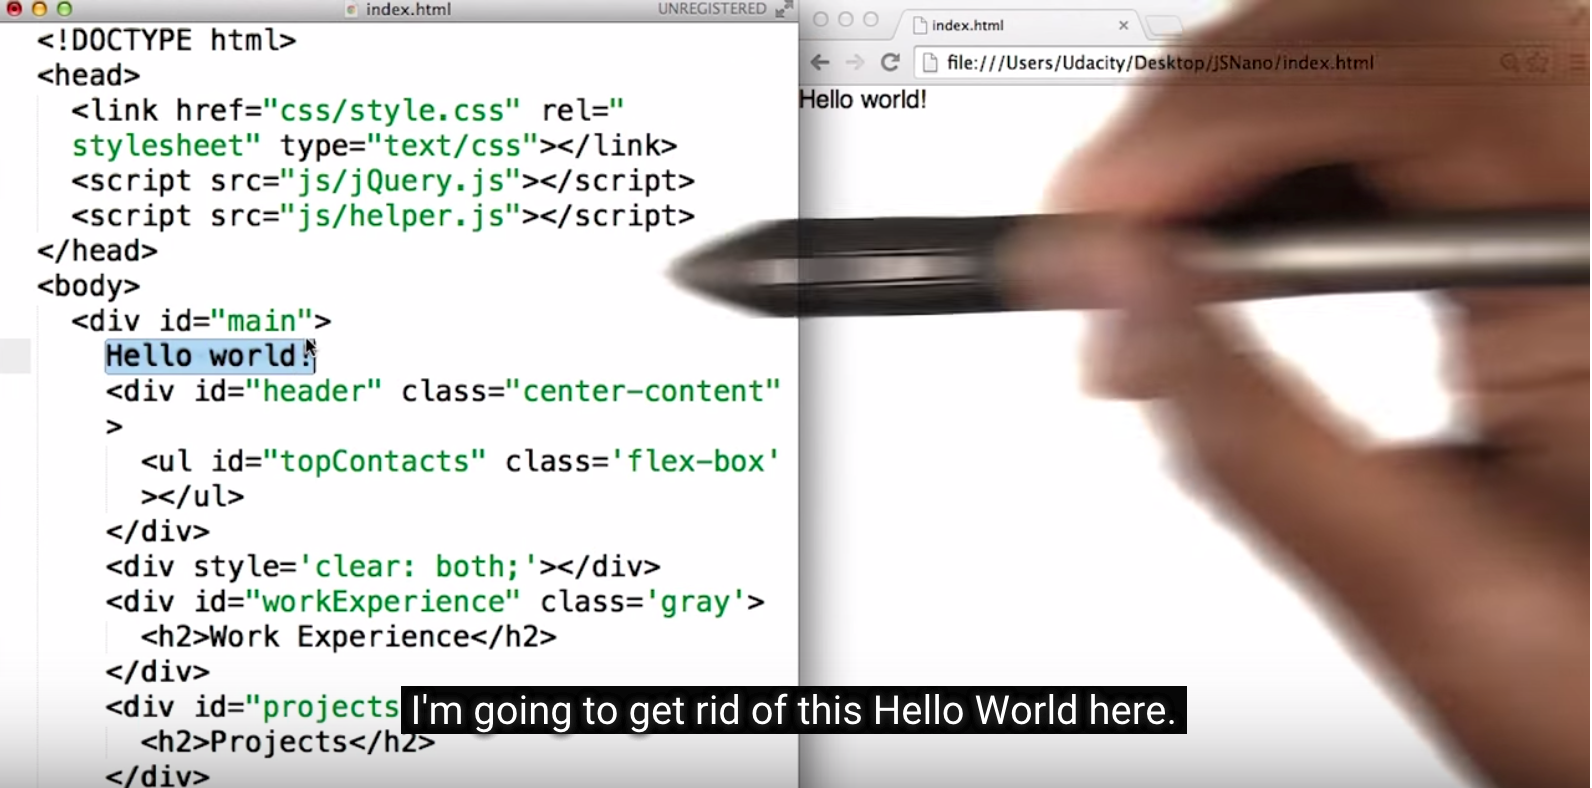 index.html
UNREGISTERED
<!DOCTYPE html>
<head>
<link href="css/style.css" rel="
stylesheet" type="text/css"></link>
<script src="js/jQuery.js"></script>
<script src="js/helper.js"></script>
</head>
<body>
<div id="main">
Hello world!
<div id="header" class="center-content"
>
<ul id="topContacts" class='flex-box'
></ul>
</div>
<div style='clear: both;'></div>
<div id="workExperience" class='gray'>
<h2>Work Experience</h2>
</div>
<div id="projects
<h2>Projects</h2>
</div>
index.html
file:///Users/Udacity/Desktop/JSNano/index.html
Hello world!
I'm going to get rid of this Hello World here.